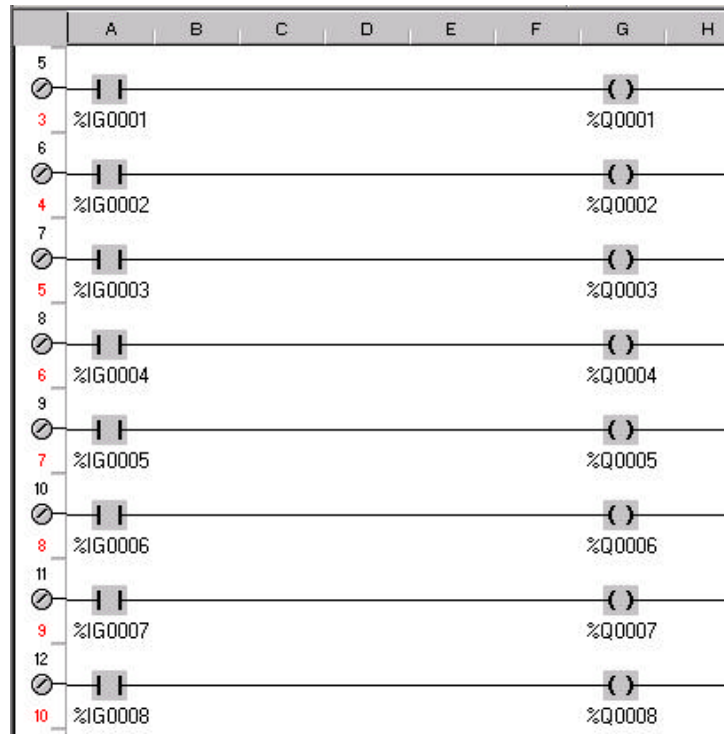 A B C D E F G H
5
3 %IG0001 %Q0001
6
4 %IG0002 %Q0002
7
5 %IG0003 %Q0003
8
6 %IG0004 %Q0004
9
7 %IG0005 %Q0005
10
8 %IG0006 %Q0006
11
9 %IG0007 %Q0007
12
10 %IG0008 %Q0008